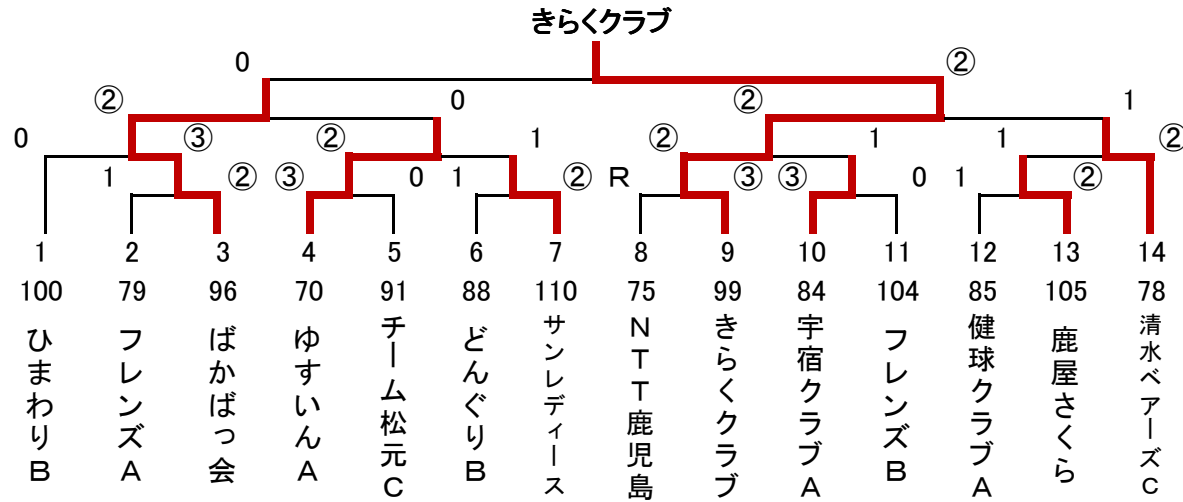 きらくクラブ
0 ②
② 0 ② 1
0 ③ ② 1 ② 1 1 ②
1 ② ③ 0 1 ② R ③ ③ 0 1 ②
1 2 3 4 5 6 7 8 9 10 11 12 13 14
100 79 96 70 91 88 110 75 99 84 104 85 105 78
ひまわりB
フレンズA
ばかばっ会
ゆすいんA
チーム松元C
どんぐりB
サンレディース
NTT鹿児島
きらくクラブ
宇宿クラブA
フレンズB
健球クラブA
鹿屋さくら
清水ベアーズC